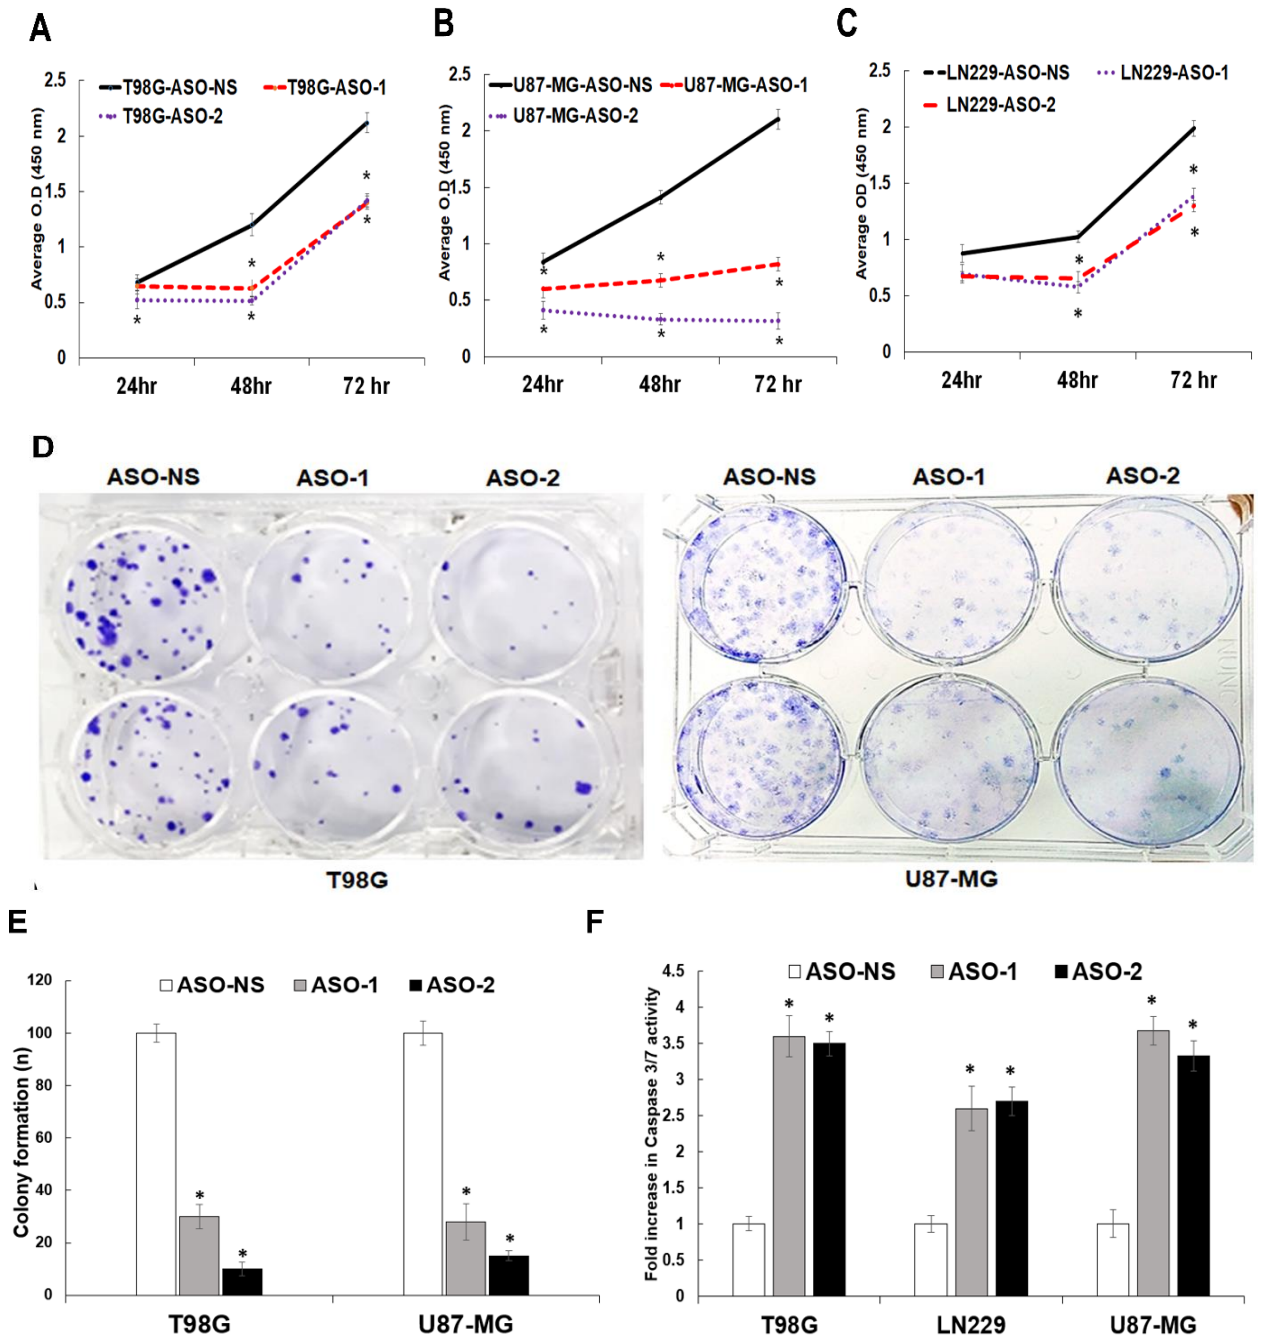 A
B
C
2.5
2
1.5
1
0.5
0
Average O.D (450 nm)
T98G-ASO-NS
T98G-ASO-1
T98G-ASO-2
*
*
*
*
*
24hr
48hr
72 hr
2.5
2
1.5
1
0.5
0
Average O.D (450 nm)
U87-MG-ASO-NS
U87-MG-ASO-1
U87-MG-ASO-2
*
*
*
*
*
*
24hr
48hr
72 hr
2.5
2
1.5
1
0.5
0
Average OD (450 nm)
LN229-ASO-NS
LN229-ASO-1
LN229-ASO-2
*
*
*
*
24hr
48hr
72 hr
D
ASO-NS
ASO-1
ASO-2
ASO-NS
ASO-1
ASO-2
T98G
U87-MG
E
120
100
80
60
40
20
0
Colony formation (n)
ASO-NS
ASO-1
ASO-2
*
*
*
*
T98G
U87-MG
F
4.5
4
3.5
3
2.5
2
1.5
1
0.5
0
Fold increase in Caspase 3/7 activity
ASO-NS
ASO-1
ASO-2
*
*
*
*
*
*
T98G
LN229
U87-MG